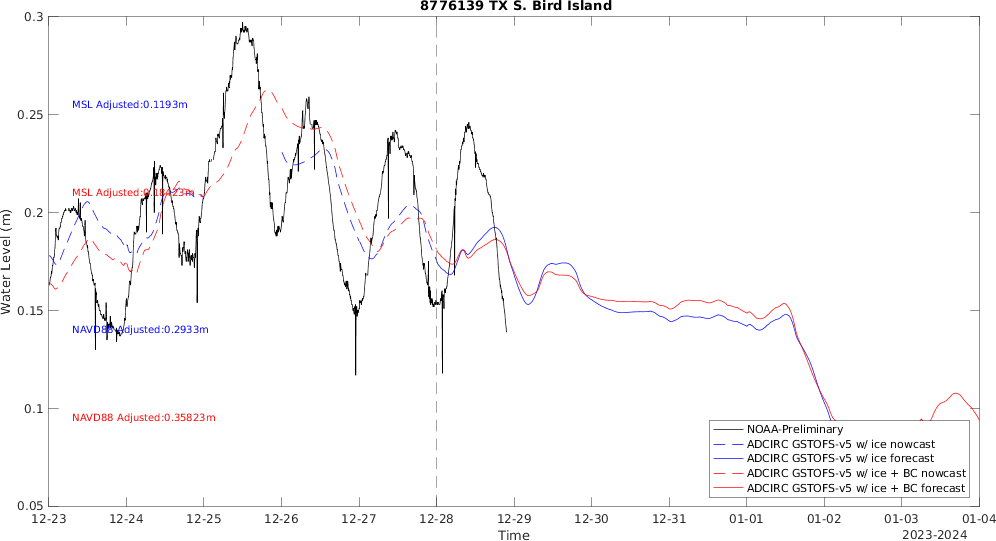 8776139 TX S. Bird Island
0.3
0.25
0.2
0.15
0.1
0.05
Water Level (m)
MSL Adjusted:0.1193m
MSL Adjusted:0.18423m
NAVD88 Adjusted:0.2933m
NAVD88 Adjusted:0.35823m
NOAA-Preliminary
ADCIRC GSTOFS-v5 w/ ice nowcast
ADCIRC GSTOFS-v5 w/ ice forecast
ADCIRC GSTOFS-v5 w/ ice + BC nowcast
ADCIRC GSTOFS-v5 w/ ice + BC forecast
12-23 12-24 12-25 12-26 12-27 12-28 12-29 12-30 12-31 01-01 01-02 01-03 01-04
Time
2023-2024